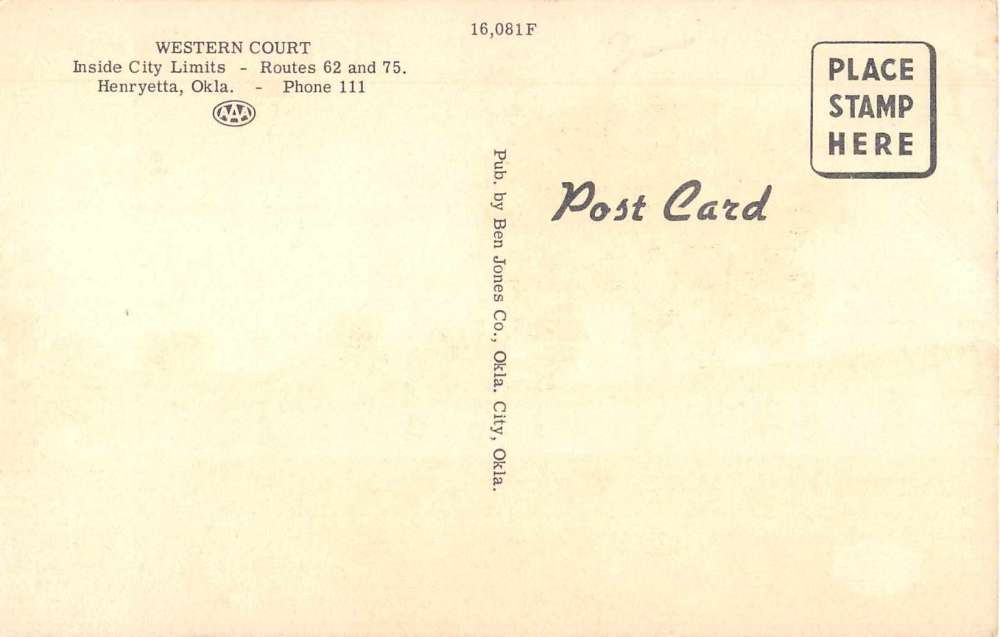 16,081F
WESTERN COURT
Inside City Limits - Routes 62 and 75.
Henryetta, Okla. - Phone 111
AAA
PLACE
STAMP
HERE
Post Card
Pub. by Ben Jones Co., Okla. City, Okla.